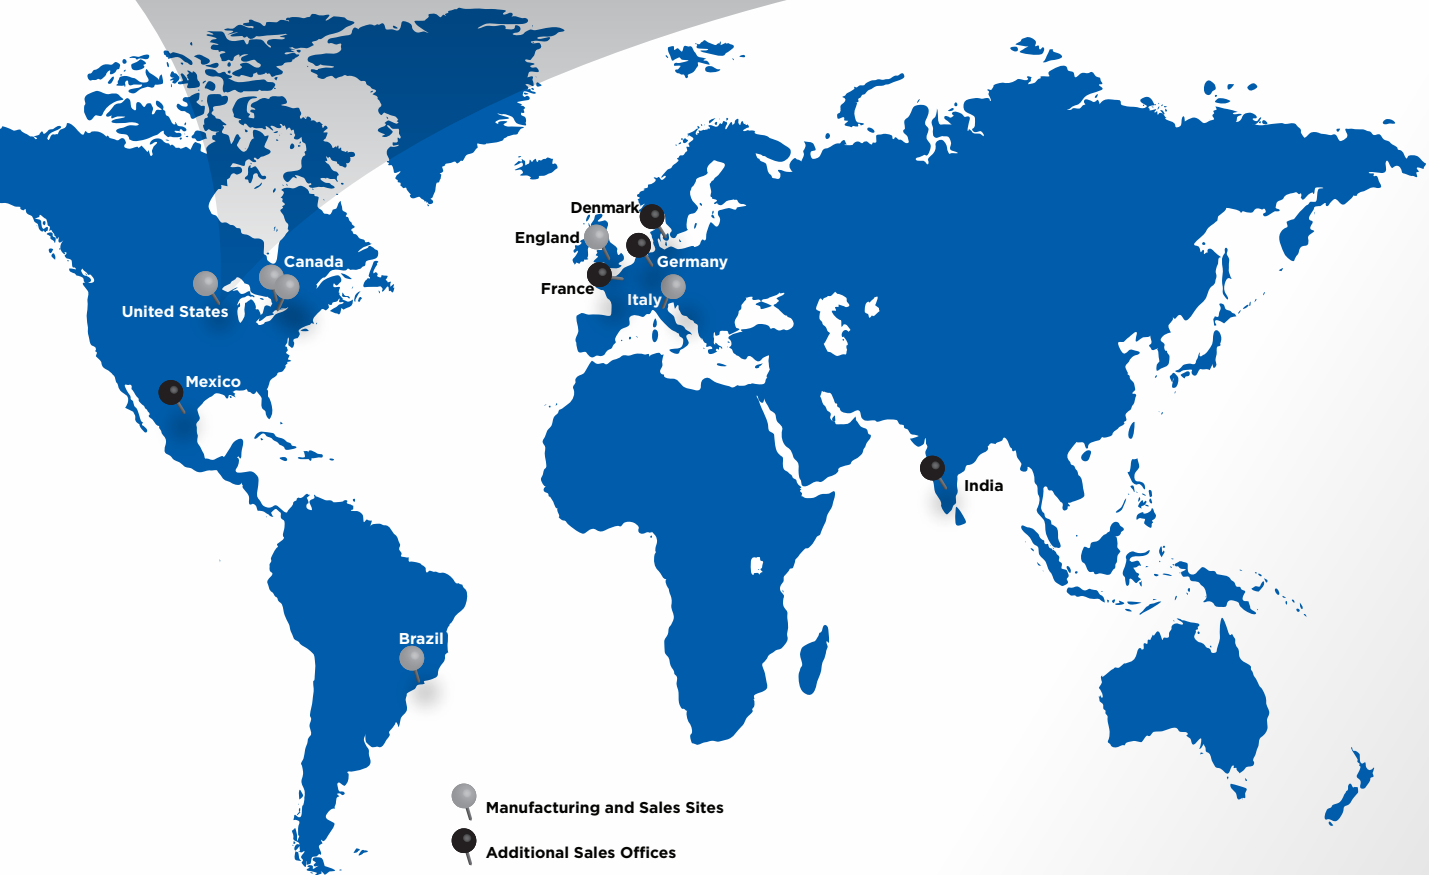 Denmark
England
Canada
Germany
France
Italy
United States
Mexico
India
Brazil
Manufacturing and Sales Sites
Additional Sales Offices